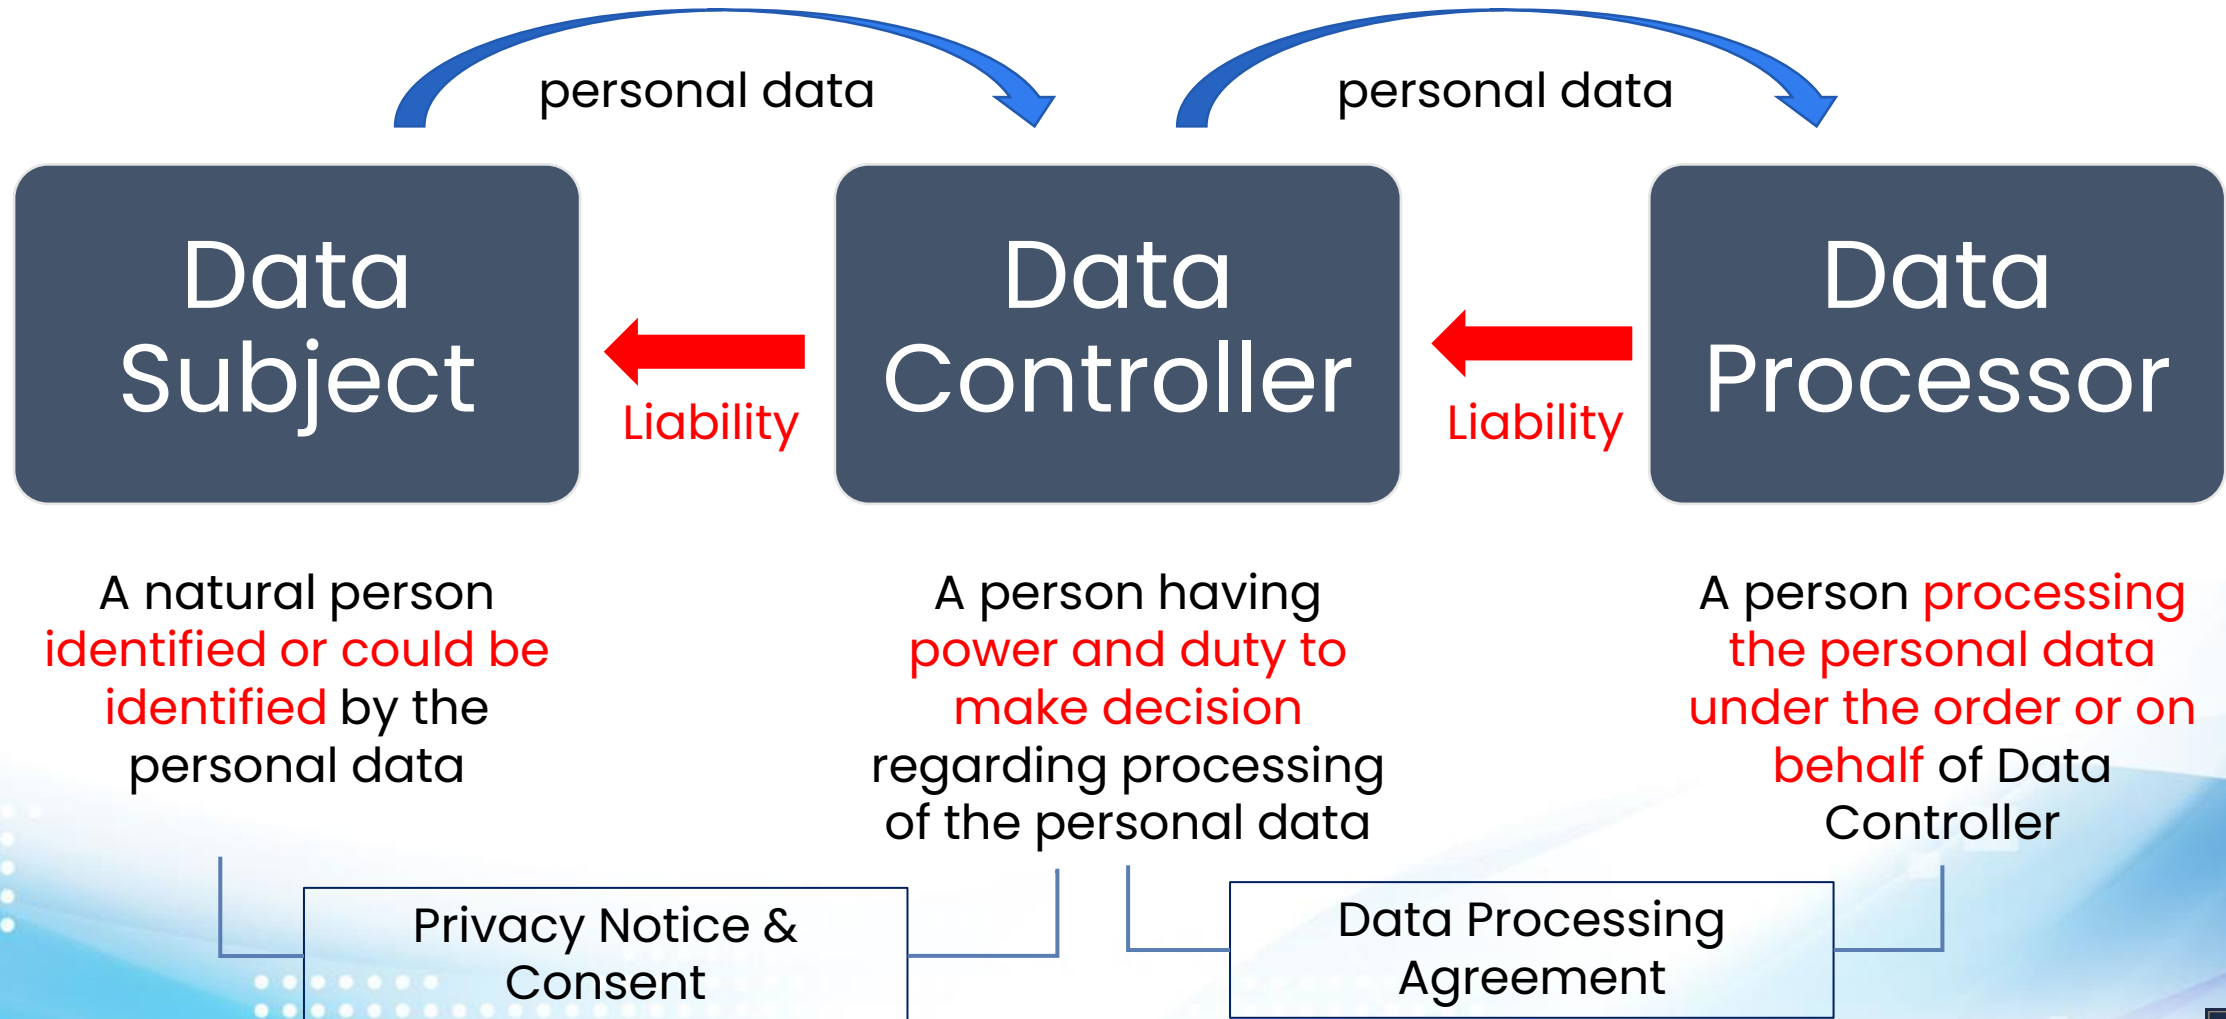 personal data
personal data
Data
Subject
Liability
Data
Controller
Liability
Data
Processor
A natural person
identified or could be
identified by the
personal data
A person having
power and duty to
make decision
regarding processing
of the personal data
A person processing
the personal data
under the order or on
behalf of Data
Controller
Privacy Notice &
Consent
Data Processing
Agreement